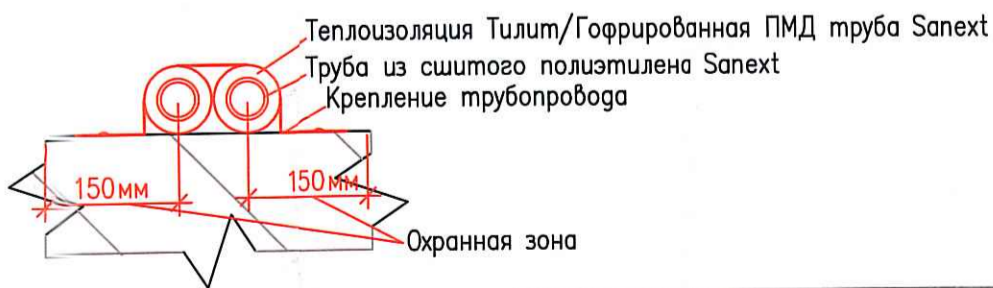 Теплоизоляция Тилит/Гофрированная ПМД труба Sanext
Труба из сшитого полиэтилена Sanext
Крепление трубопровода
150мм 150мм
Охранная зона